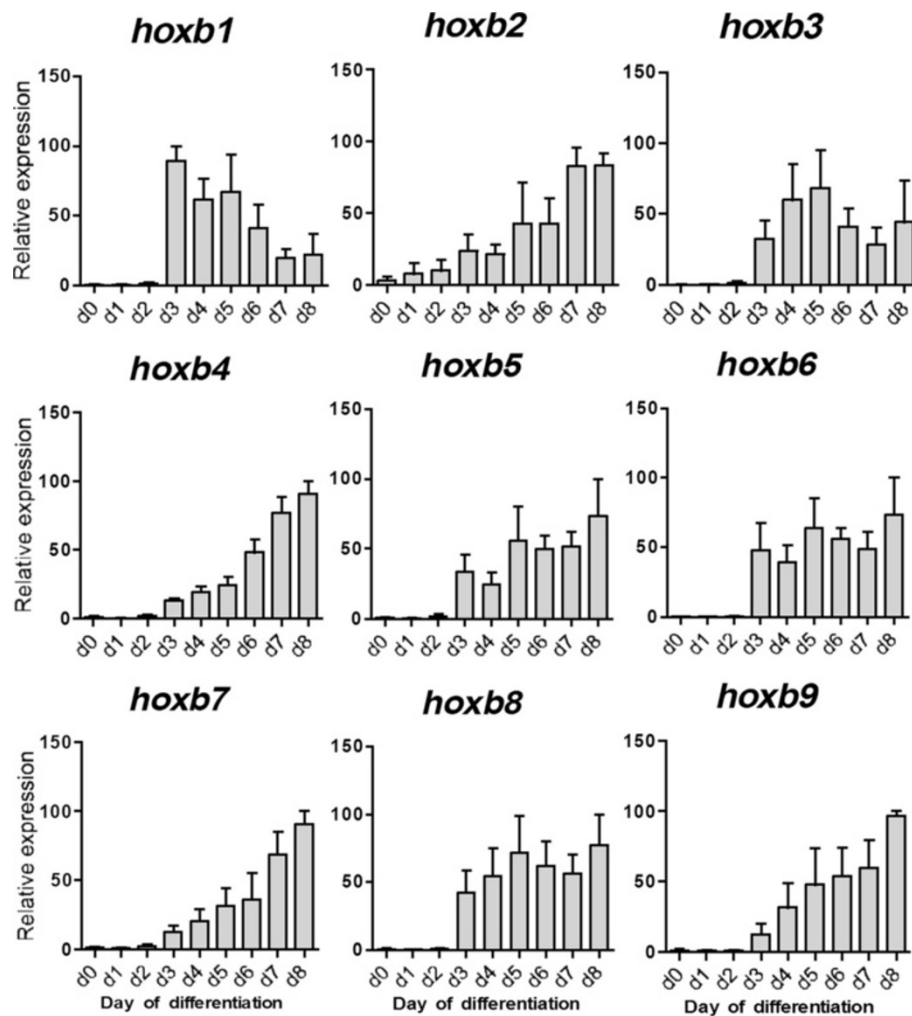 hoxb1
hoxb2
hoxb3
Relative expression
150
100
50
0
d0 d1 d2 d3 d4 d5 d6 d7 d8
150
100
50
0
d0 d1 d2 d3 d4 d5 d6 d7 d8
150
100
50
0
d0 d1 d2 d3 d4 d5 d6 d7 d8
hoxb4
hoxb5
hoxb6
Relative expression
150
100
50
0
d0 d1 d2 d3 d4 d5 d6 d7 d8
150
100
50
0
d0 d1 d2 d3 d4 d5 d6 d7 d8
150
100
50
0
d0 d1 d2 d3 d4 d5 d6 d7 d8
hoxb7
hoxb8
hoxb9
Relative expression
150
100
50
0
d0 d1 d2 d3 d4 d5 d6 d7 d8
Day of differentiation
150
100
50
0
d0 d1 d2 d3 d4 d5 d6 d7 d8
Day of differentiation
150
100
50
0
d0 d1 d2 d3 d4 d5 d6 d7 d8
Day of differentiation